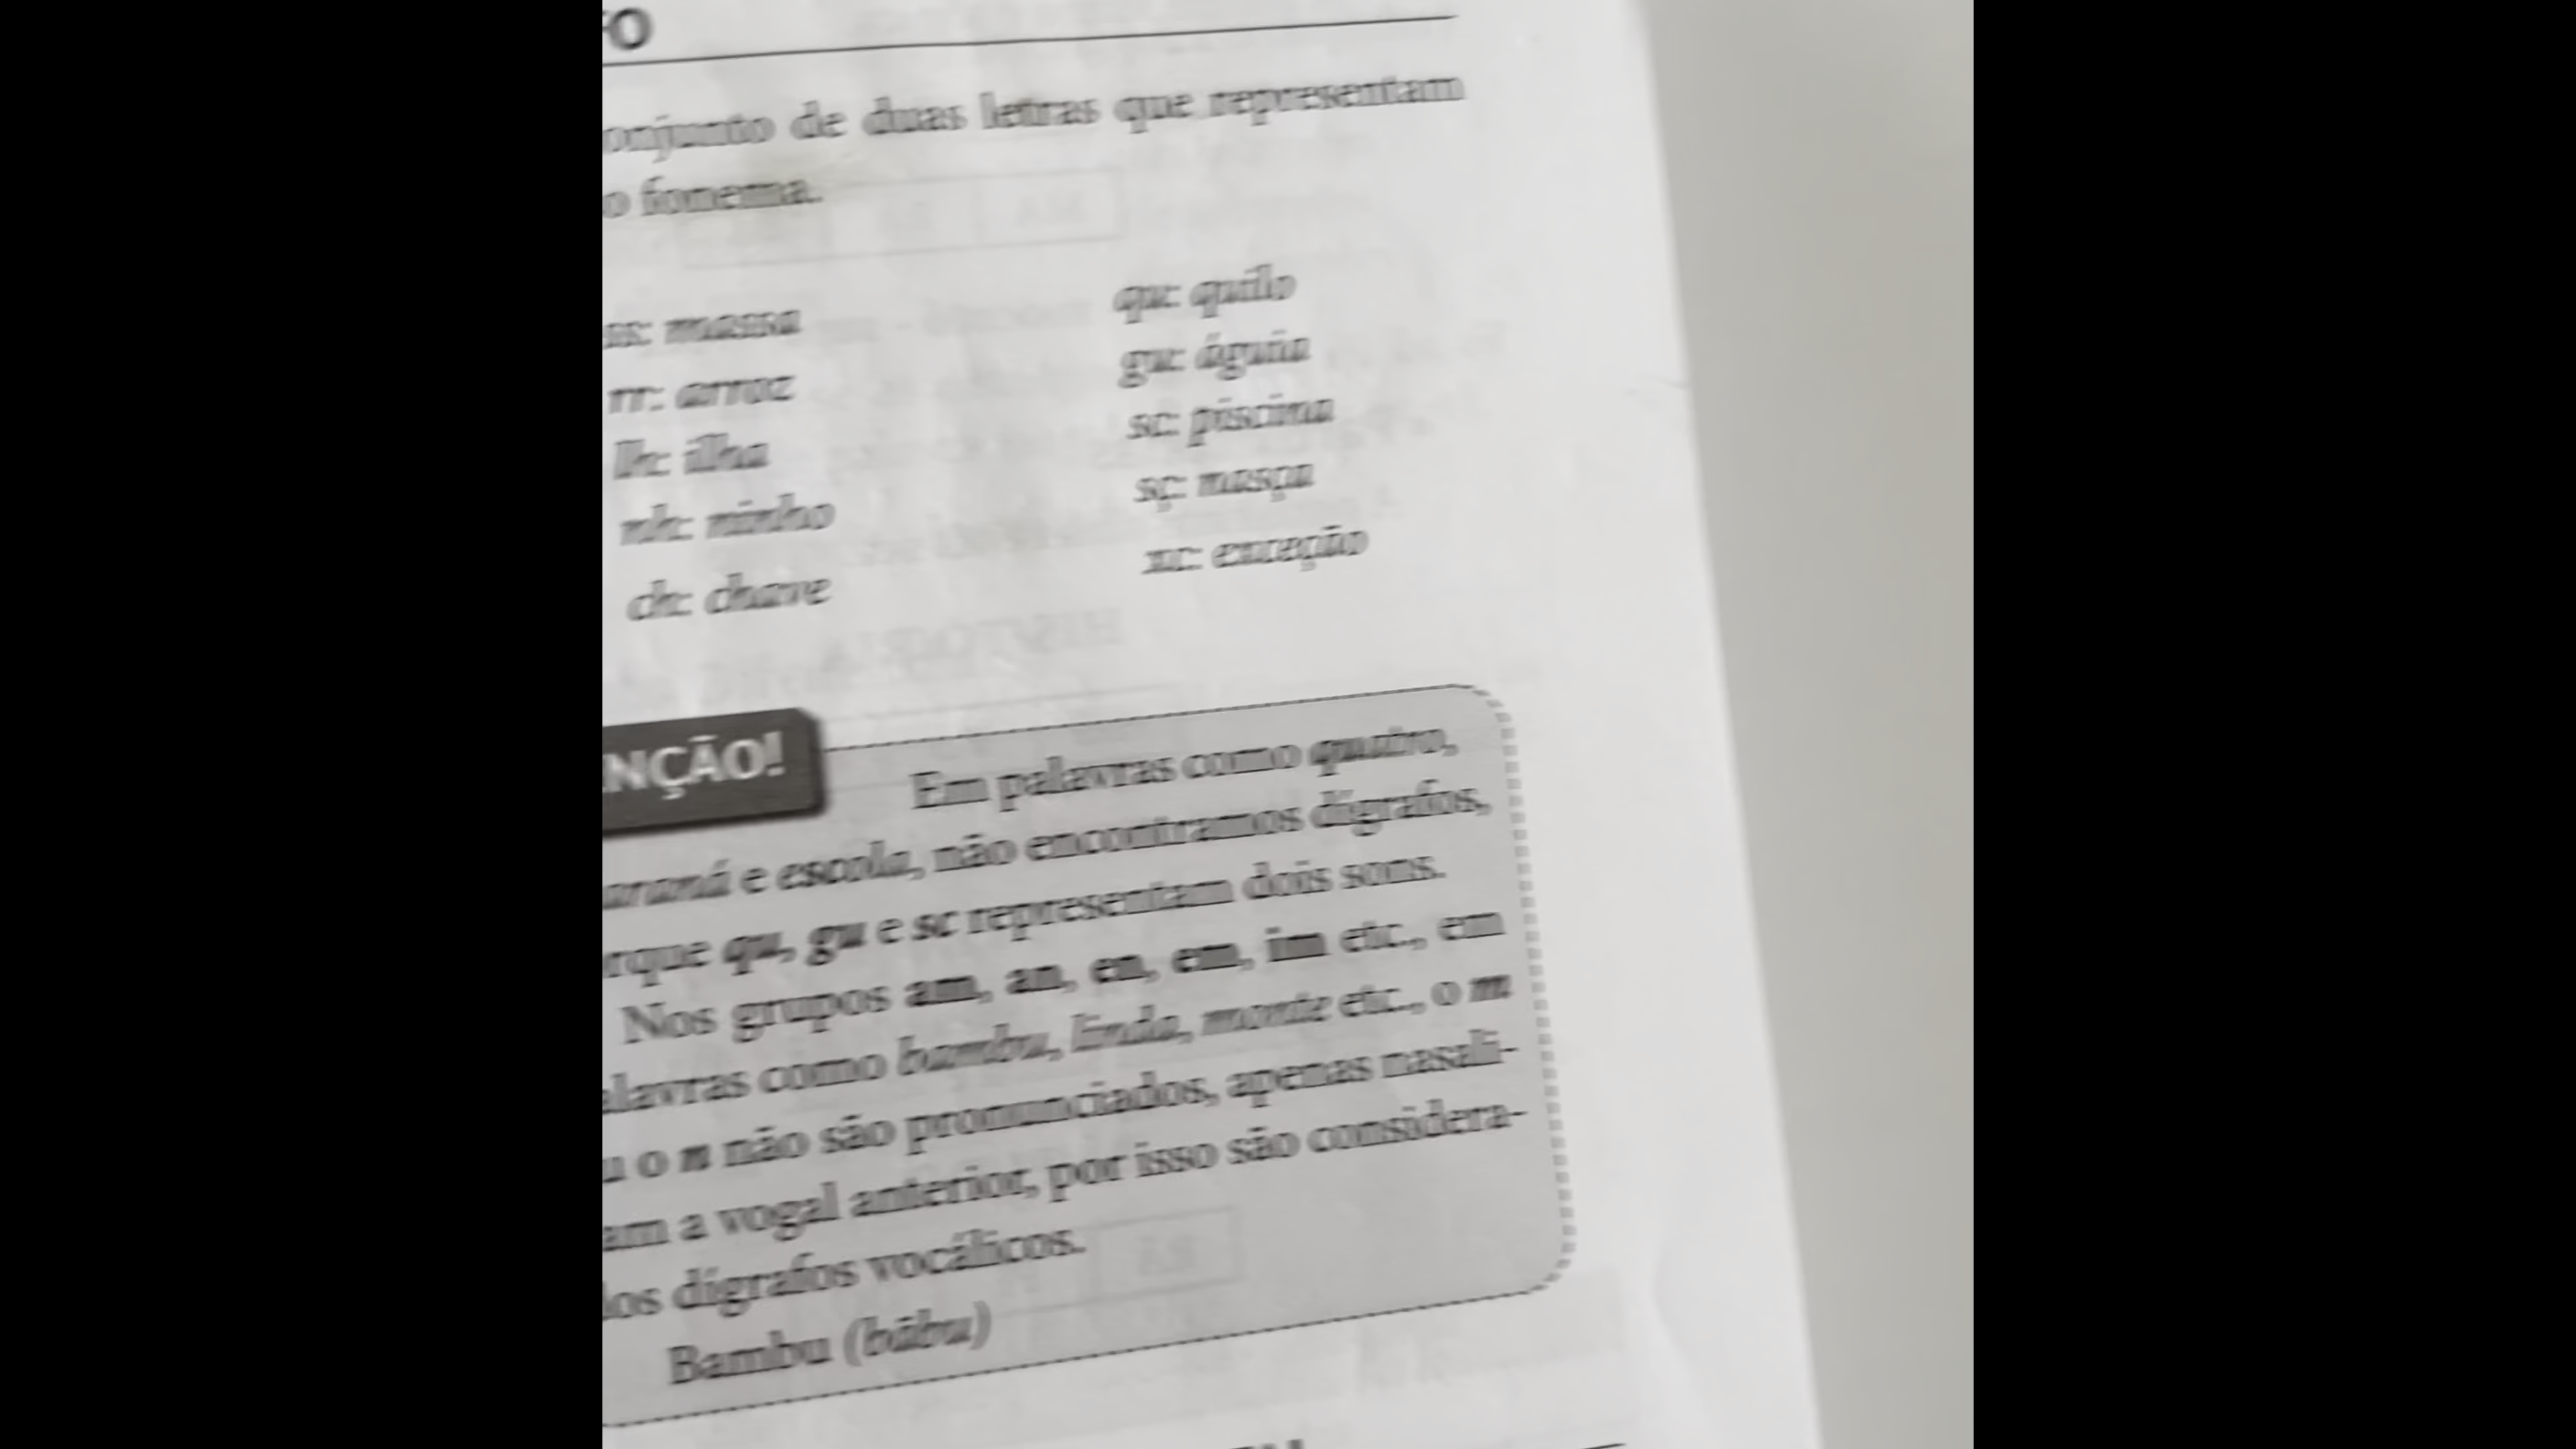 FO
onjunto de duas letras que representam
o fonema.
ss: massa
rr: arroz
lh: ilha
nh: ninho
ch: chave
qu: quilo
gu: águia
sc: piscina
sç: nasça
xc: exceção
NÇÃO!
Em palavras como quatro,
araná e escola, não encontramos dígrafos,
rque qu, gu e sc representam dois sons.
Nos grupos am, an, en, em, im etc., em
alavras como bambu, linda, monte etc., o m
u o n não são pronunciados, apenas nasali-
am a vogal anterior, por isso são considera-
os dígrafos vocálicos.
Bambu (bãbu)